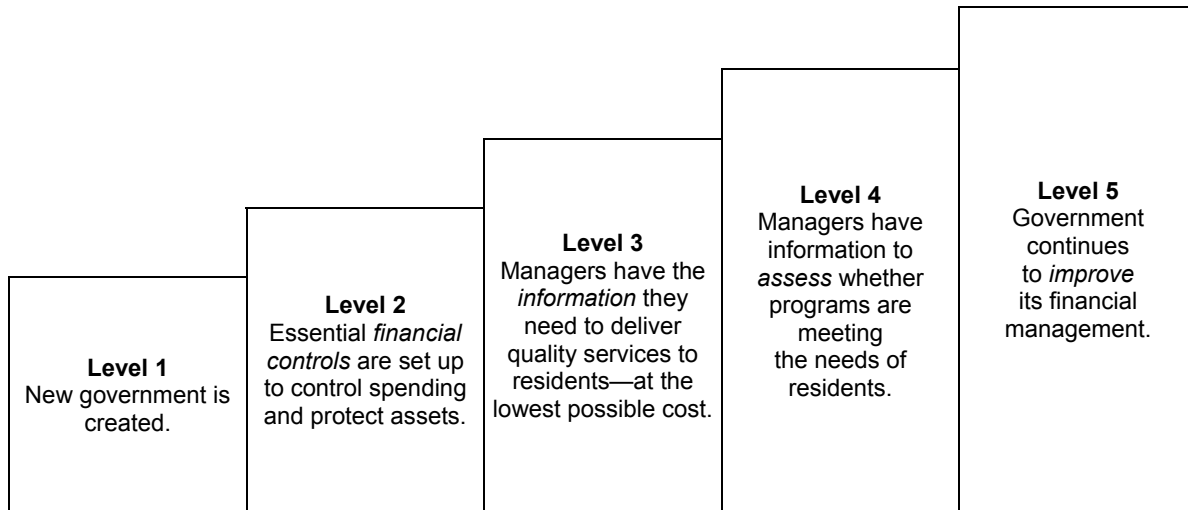 Level 1
New government is
created.
Level 2
Essential financial
controls are set up
to control spending
and protect assets.
Level 3
Managers have the
information they
need to deliver
quality services to
residents—at the
lowest possible cost.
Level 4
Managers have
information to
assess whether
programs are
meeting
the needs of
residents.
Level 5
Government
continues
to improve
its financial
management.